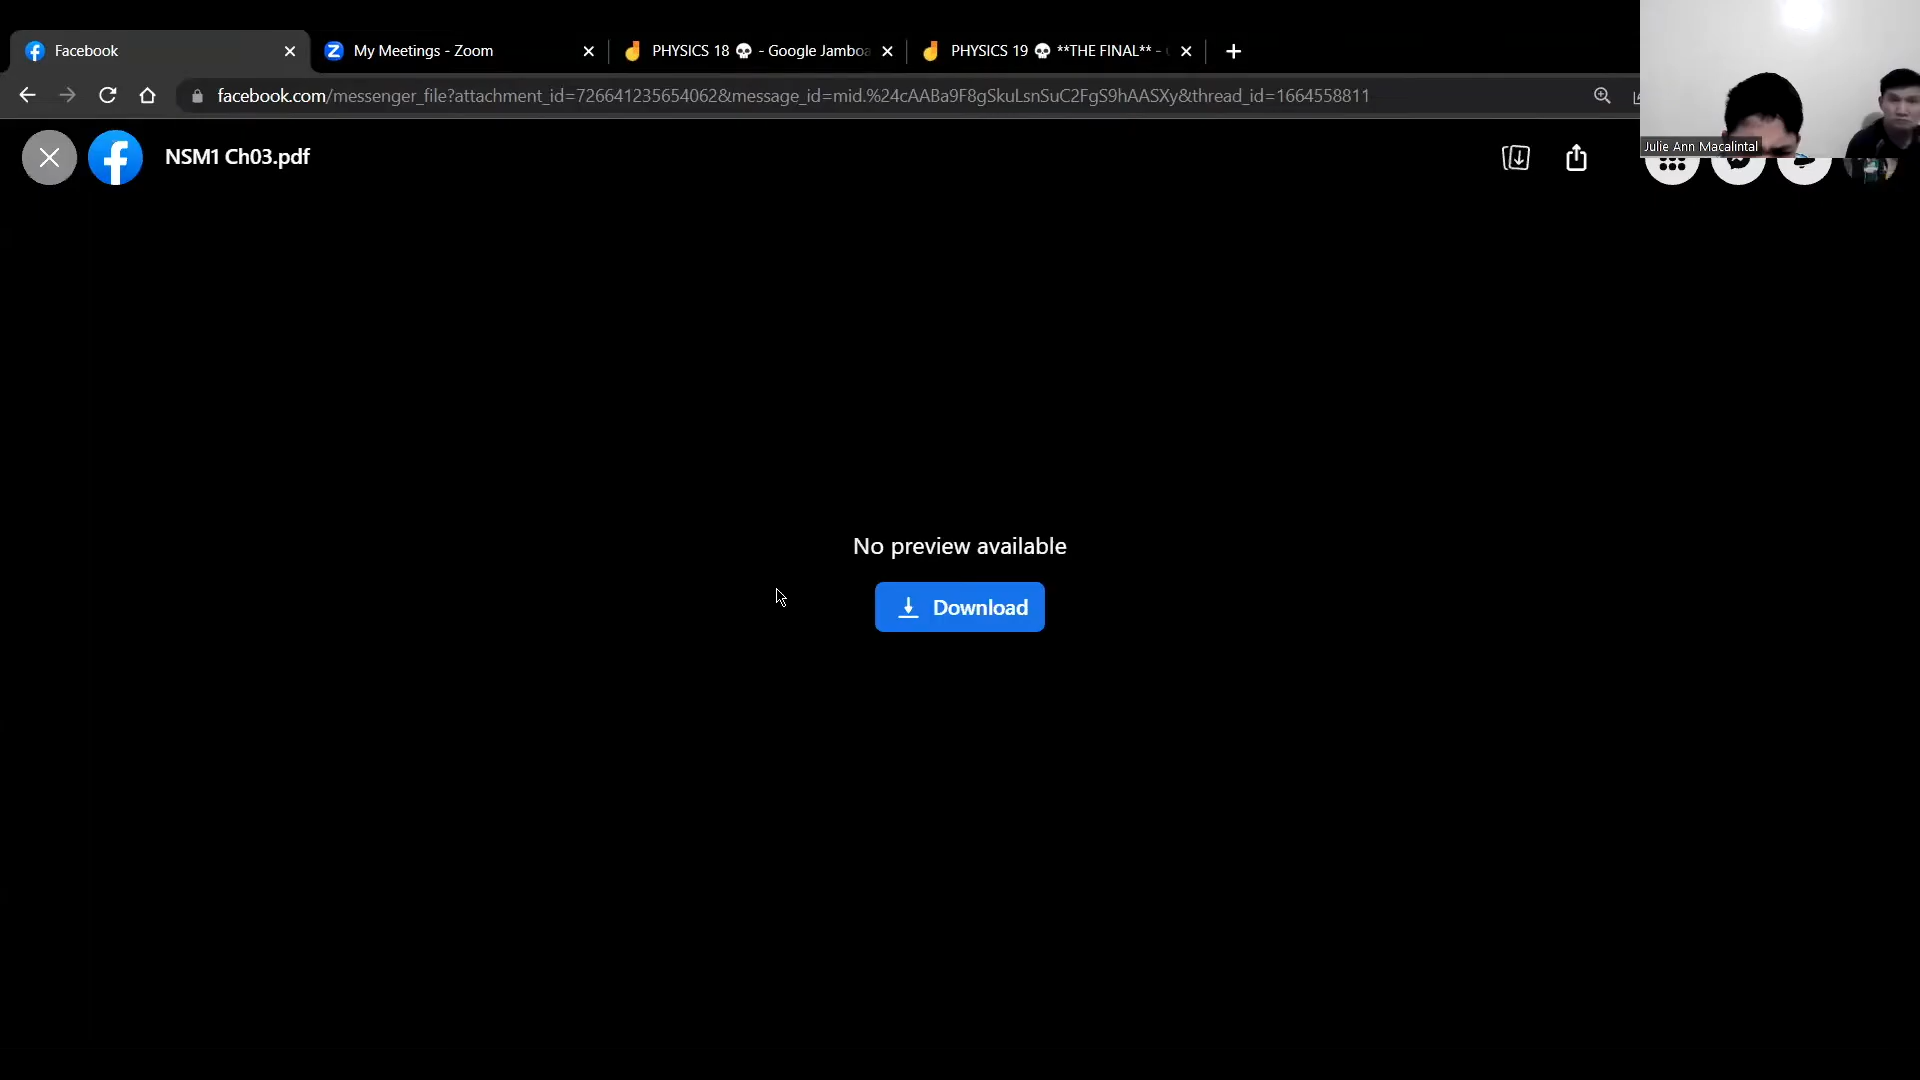 Facebook
My Meetings - Zoom
PHYSICS 18 💀 - Google Jamboa
PHYSICS 19 💀 **THE FINAL** -
facebook.com/messenger_file?attachment_id=726641235654062&message_id=mid.%24cAABa9F8gSkuLsnSuC2FgS9hAASXy&thread_id=1664558811
NSM1 Ch03.pdf
Julie Ann Macalintal
No preview available
Download